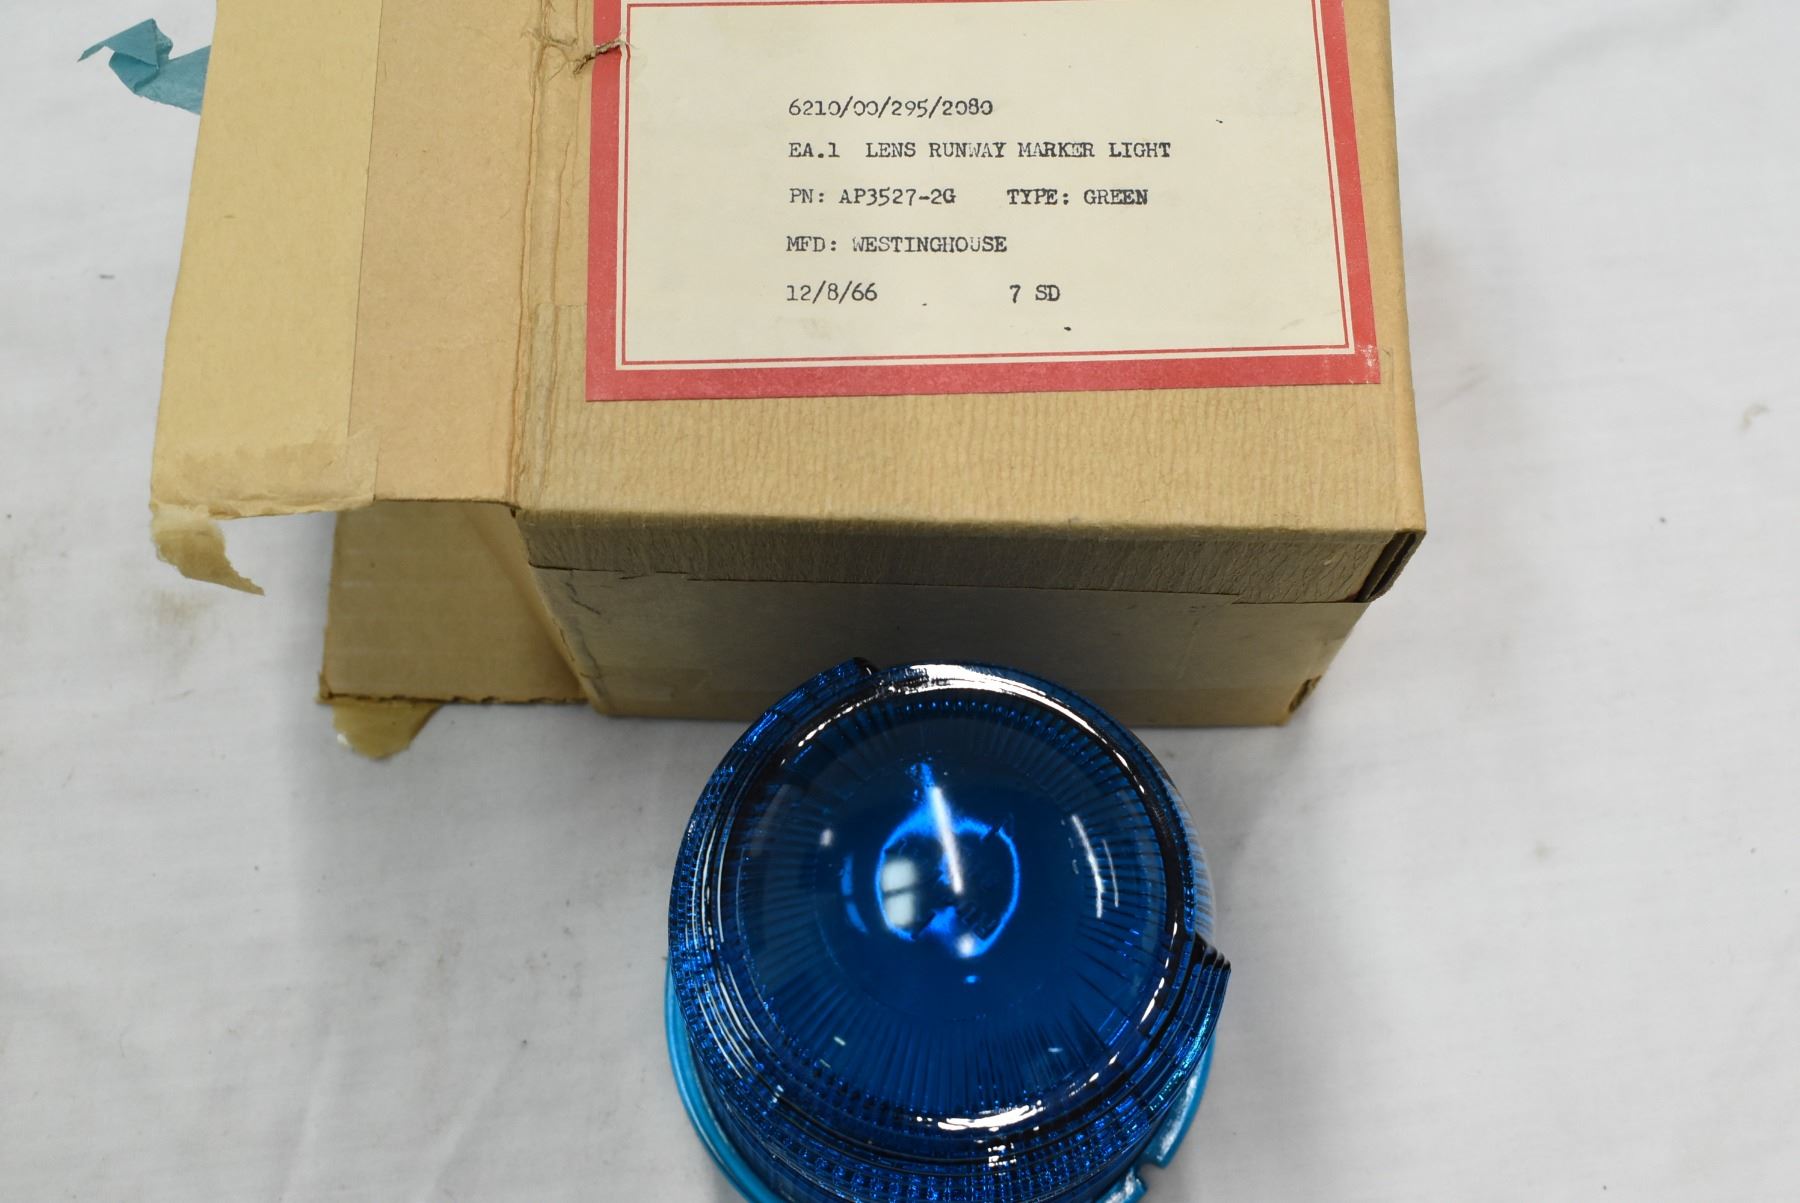 6210/00/295/2080
EA.1 LENS RUNWAY MARKER LIGHT
PN: AP3527-2G TYPE: GREEN
MFD: WESTINGHOUSE
12/8/66 7 SD